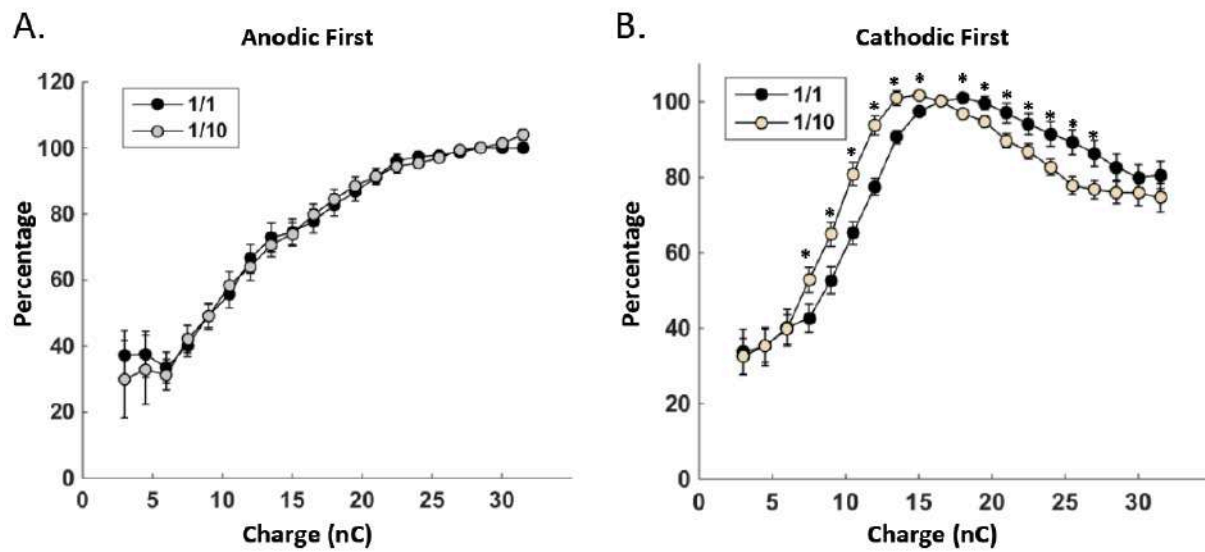 A.
Anodic First
Percentage
120
100
80
60
40
20
0
1/1
1/10
0 5 10 15 20 25 30
Charge (nC)
B.
Cathodic First
Percentage
100
80
60
40
20
0
1/1
1/10
* * * * * * * * * * * * *
0 5 10 15 20 25 30
Charge (nC)